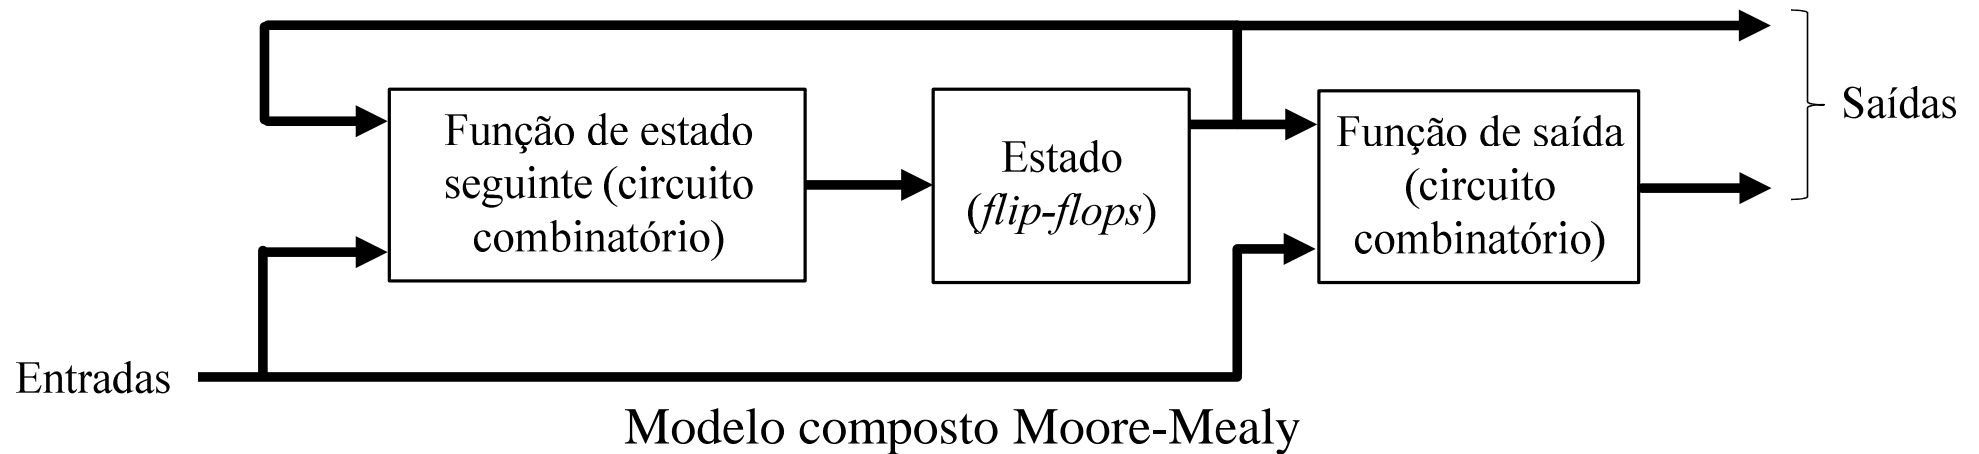 Função de estado
seguinte (circuito
combinatório)
Estado
(flip-flops)
Função de saída
(circuito
combinatório)
Saídas
Entradas
Modelo composto Moore-Mealy